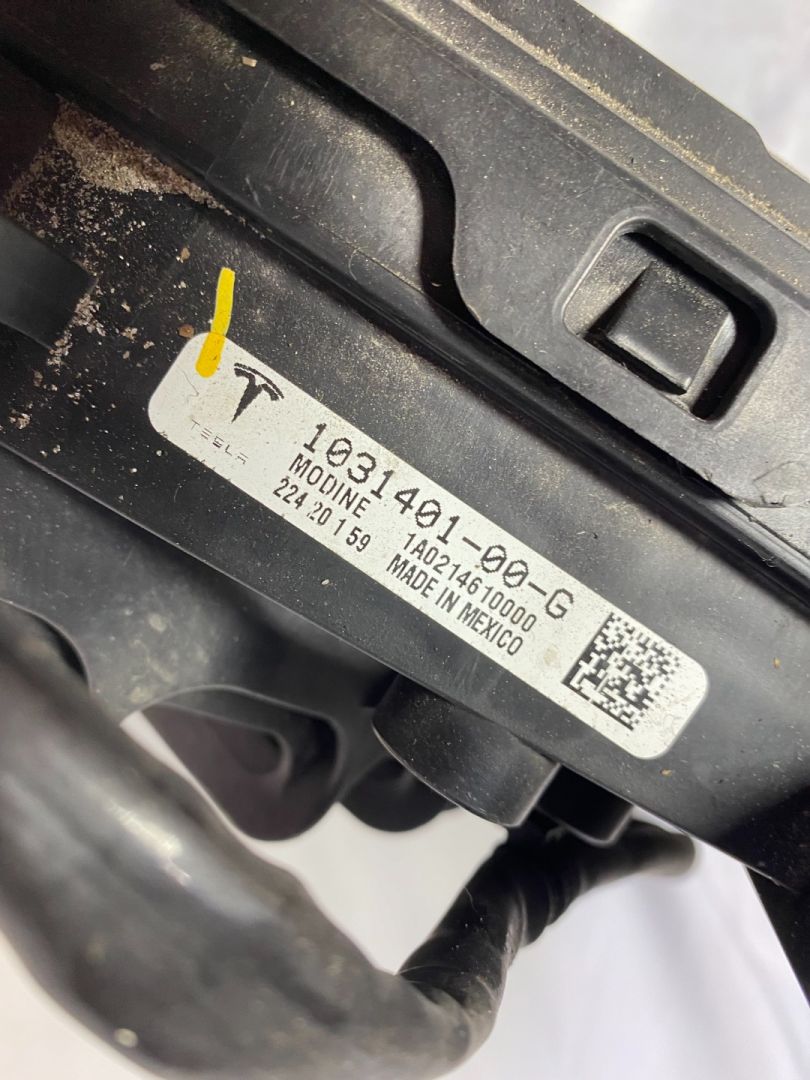 TESLA
1031401-00-G
MODINE 1A0214610000
224 20 1 59 MADE IN MEXICO